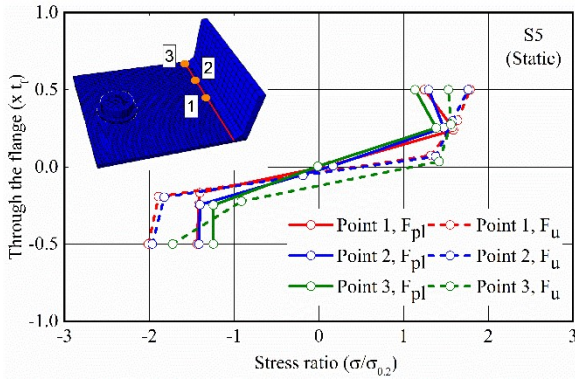 1.0
0.5
0.0
-0.5
-1.0
Through the flange (x tf)
3
2
1
S5
(Static)
Point 1, Fpl
Point 1, Fu
Point 2, Fpl
Point 2, Fu
Point 3, Fpl
Point 3, Fu
-3 -2 -1 0 1 2 3
Stress ratio (σ/σ0.2)